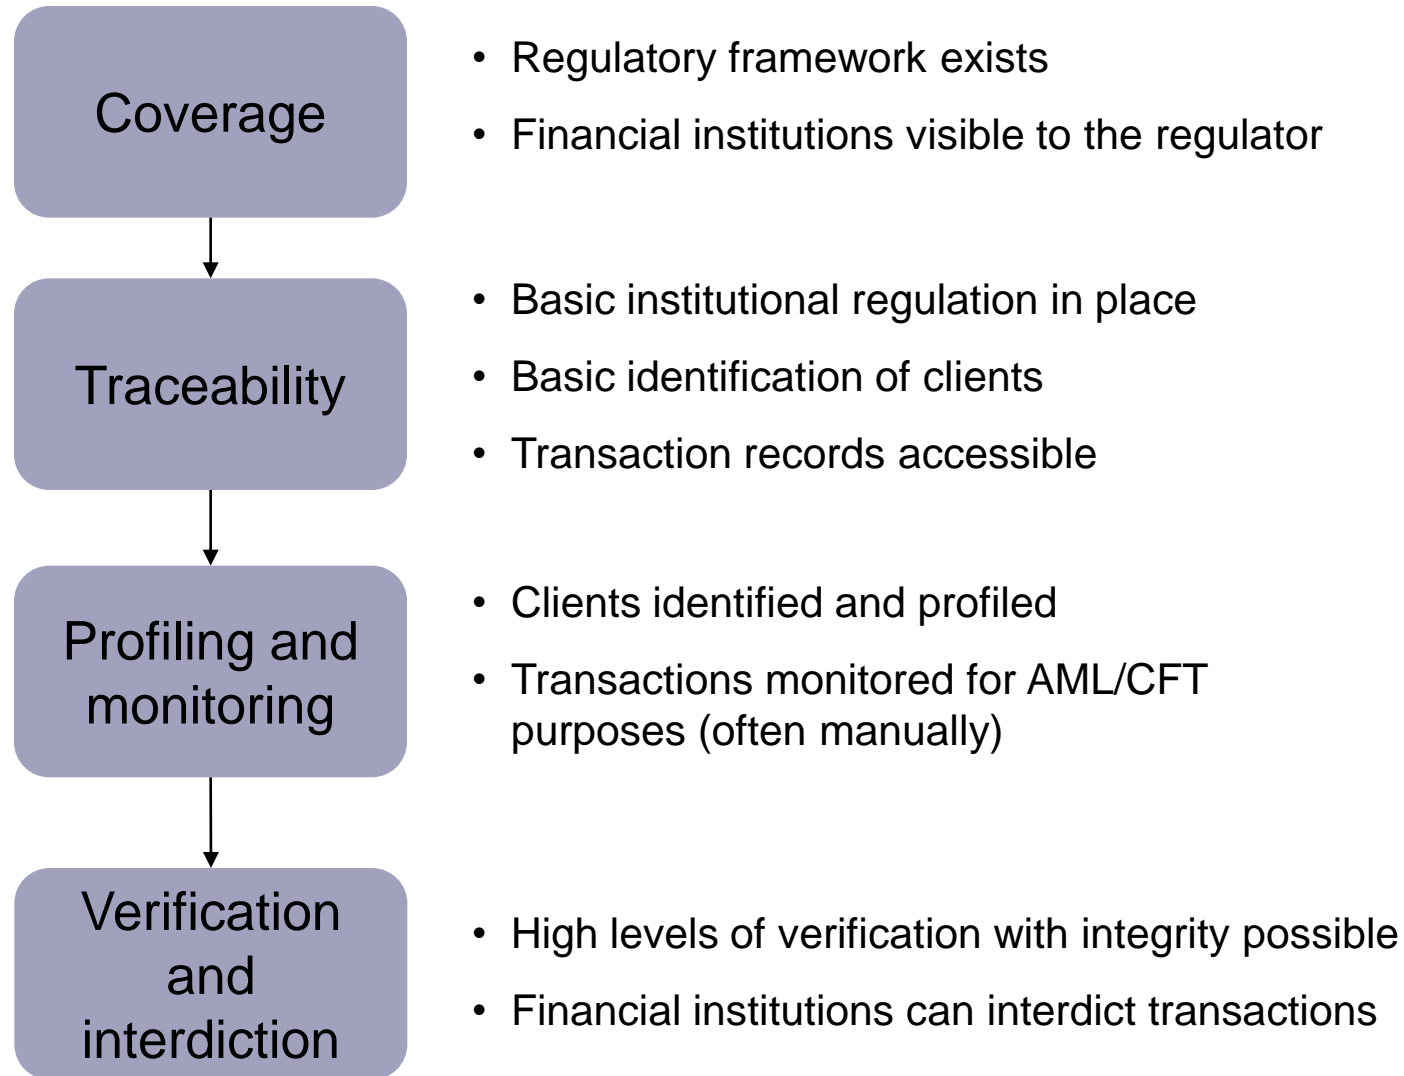 Coverage
• Regulatory framework exists
• Financial institutions visible to the regulator
Traceability
• Basic institutional regulation in place
• Basic identification of clients
• Transaction records accessible
Profiling and
monitoring
• Clients identified and profiled
• Transactions monitored for AML/CFT
purposes (often manually)
Verification
and
interdiction
• High levels of verification with integrity possible
• Financial institutions can interdict transactions